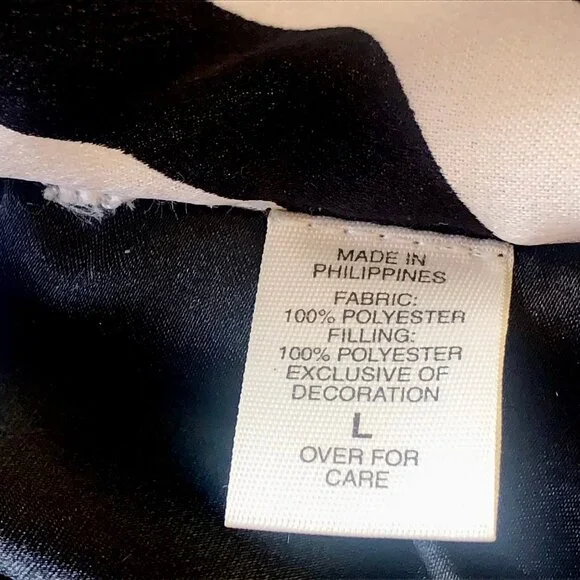 MADE IN
PHILIPPINES
FABRIC:
100% POLYESTER
FILLING:
100% POLYESTER
EXCLUSIVE OF
DECORATION
L
OVER FOR
CARE